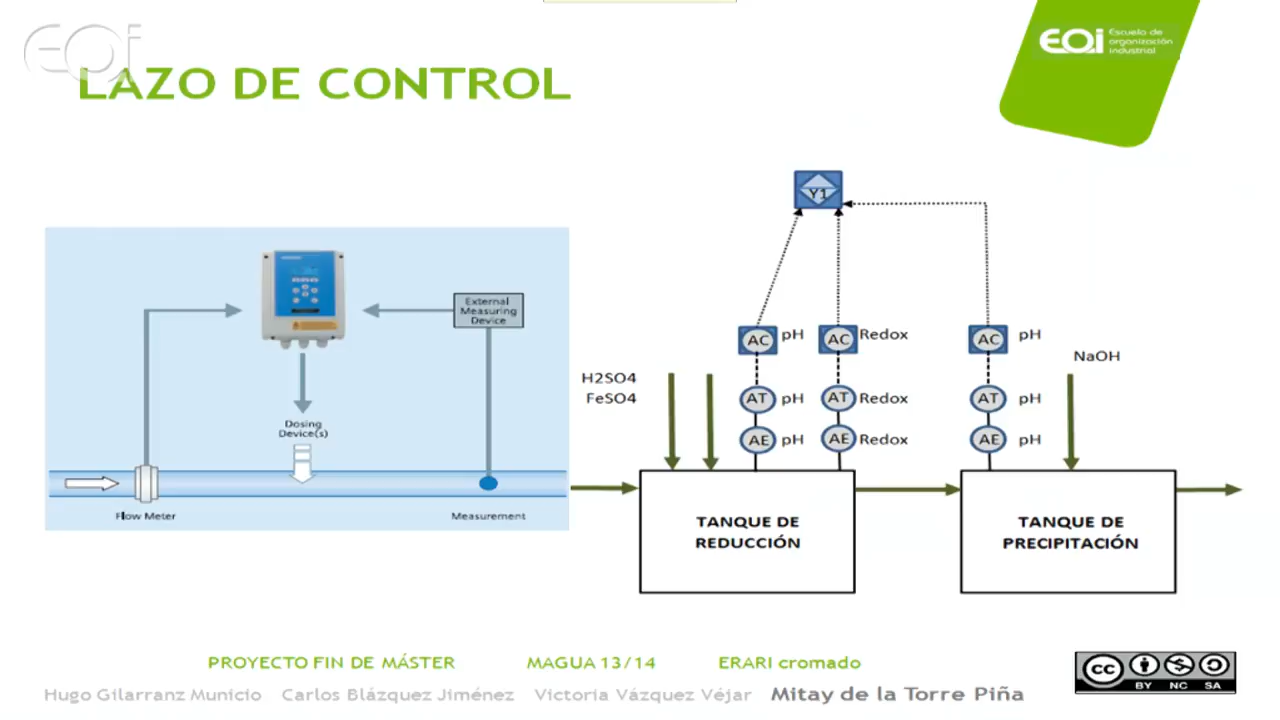 EOi
LAZO DE CONTROL
EOi
Escuela de
organización
industrial
Y1
External
Measuring
Device
Dosing
Device(s)
Flow Meter
Measurement
AC pH
AC Redox
AC pH
NaOH
H2SO4
FeSO4
AT pH
AT Redox
AT pH
AE pH
AE Redox
AE pH
TANQUE DE
REDUCCIÓN
TANQUE DE
PRECIPITACIÓN
PROYECTO FIN DE MÁSTER MAGUA 13/14 ERARI cromado
Hugo Gilarranz Municio Carlos Blázquez Jiménez Victoria Vázquez Véjar Mitay de la Torre Piña
cc
BY NC SA